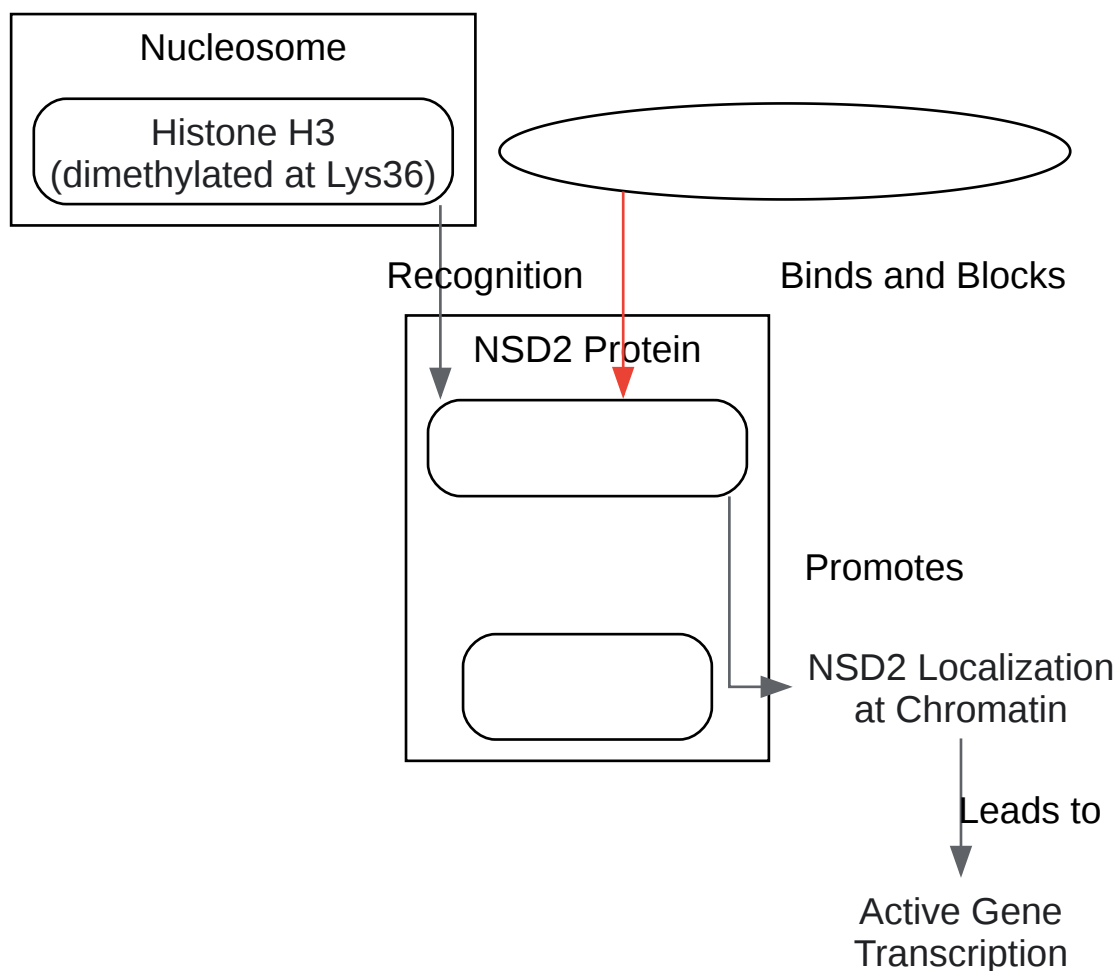 Nucleosome
Histone H3
(dimethylated at Lys36)
Recognition
Binds and Blocks
NSD2 Protein
Promotes
NSD2 Localization
at Chromatin
Leads to
Active Gene
Transcription